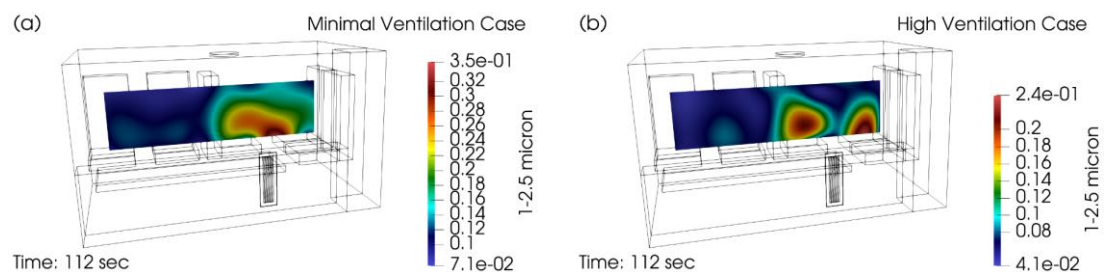 (a) Minimal Ventilation Case
3.5e-01
0.32
0.3
0.28
0.26
0.24
0.22
0.2
0.18
0.16
0.14
0.12
0.1
7.1e-02
1-2.5 micron
Time: 112 sec
(b) High Ventilation Case
2.4e-01
0.2
0.18
0.16
0.14
0.12
0.1
0.08
4.1e-02
1-2.5 micron
Time: 112 sec